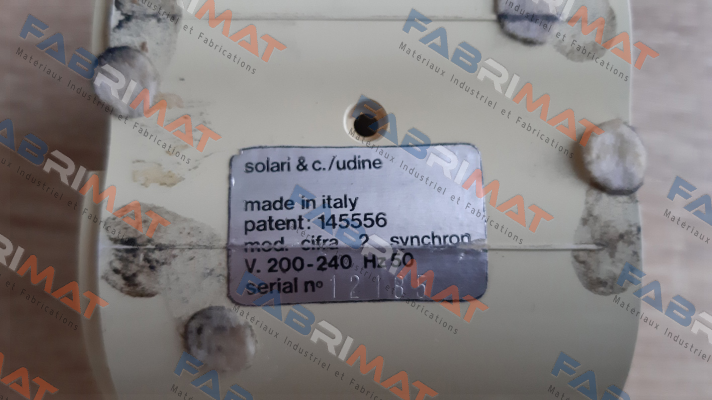 solari & c./udine
made in italy
patent: 145556
mod. cifra 2 synchron
V. 200-240 Hz 50
serial nº 12185
FABRIMAT
Materiaux Industriel et Fabrications